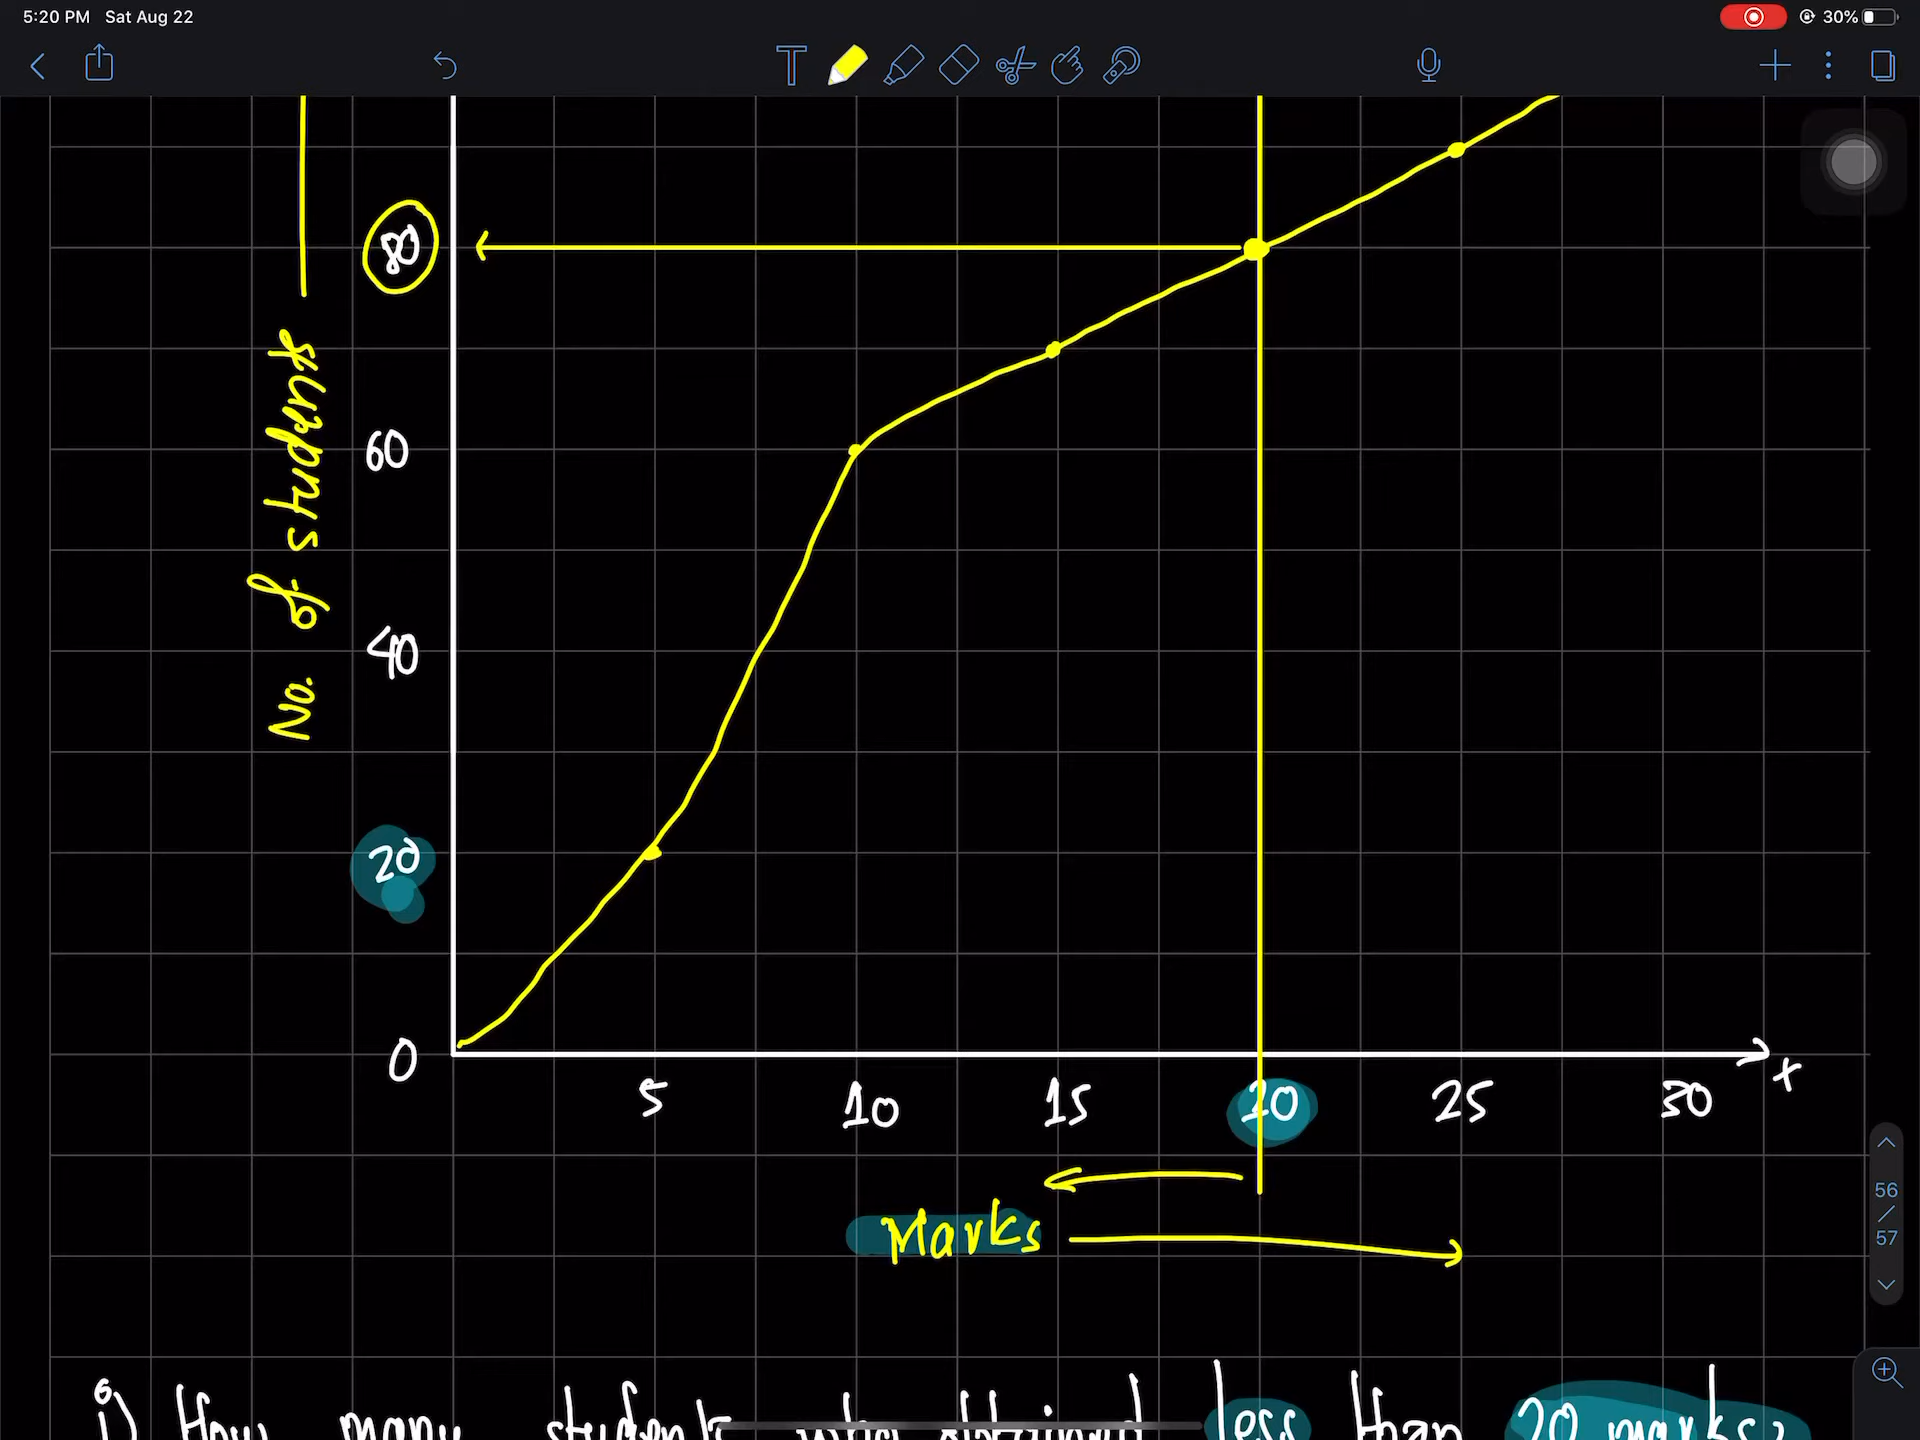 5:20 PM Sat Aug 22
30%
T
80
60
40
20
0
No. of students
5 10 15 20 25 30 x
Marks
56
/
57
i) How many students who obtained less than 20 marks?